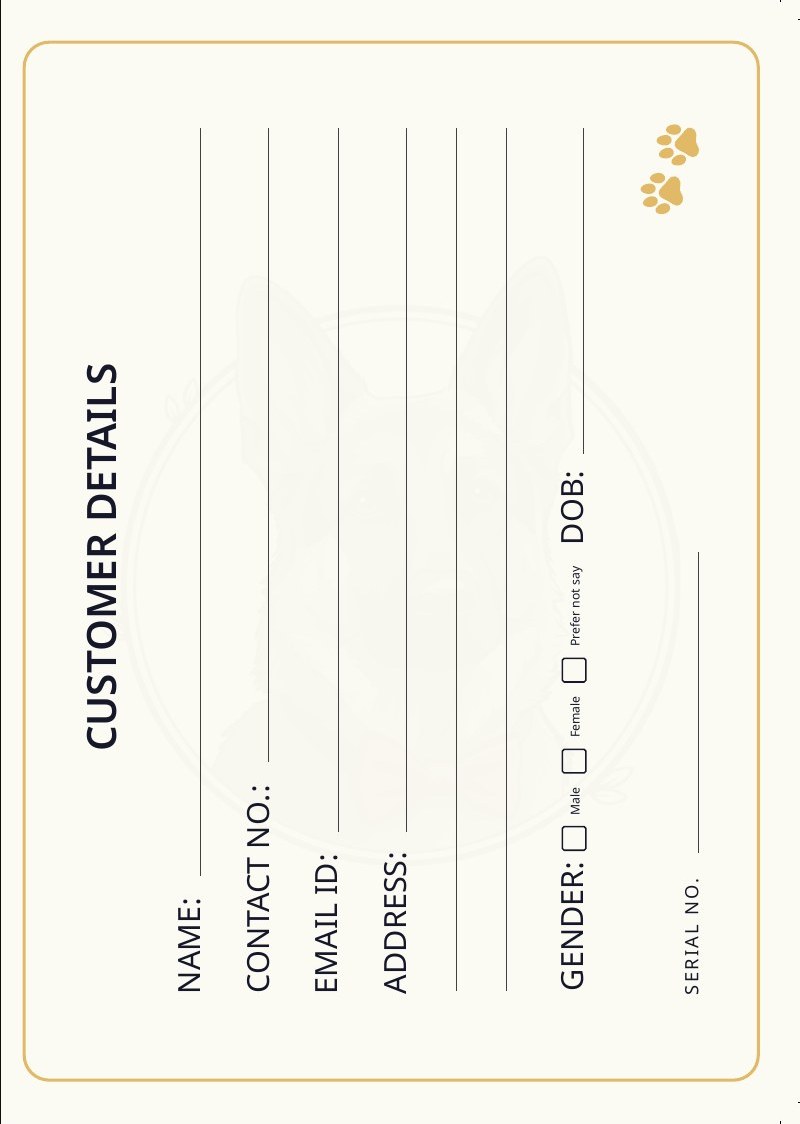 CUSTOMER DETAILS
NAME:
CONTACT NO.:
EMAIL ID:
ADDRESS:
GENDER: Male Female Prefer not say DOB:
SERIAL NO.